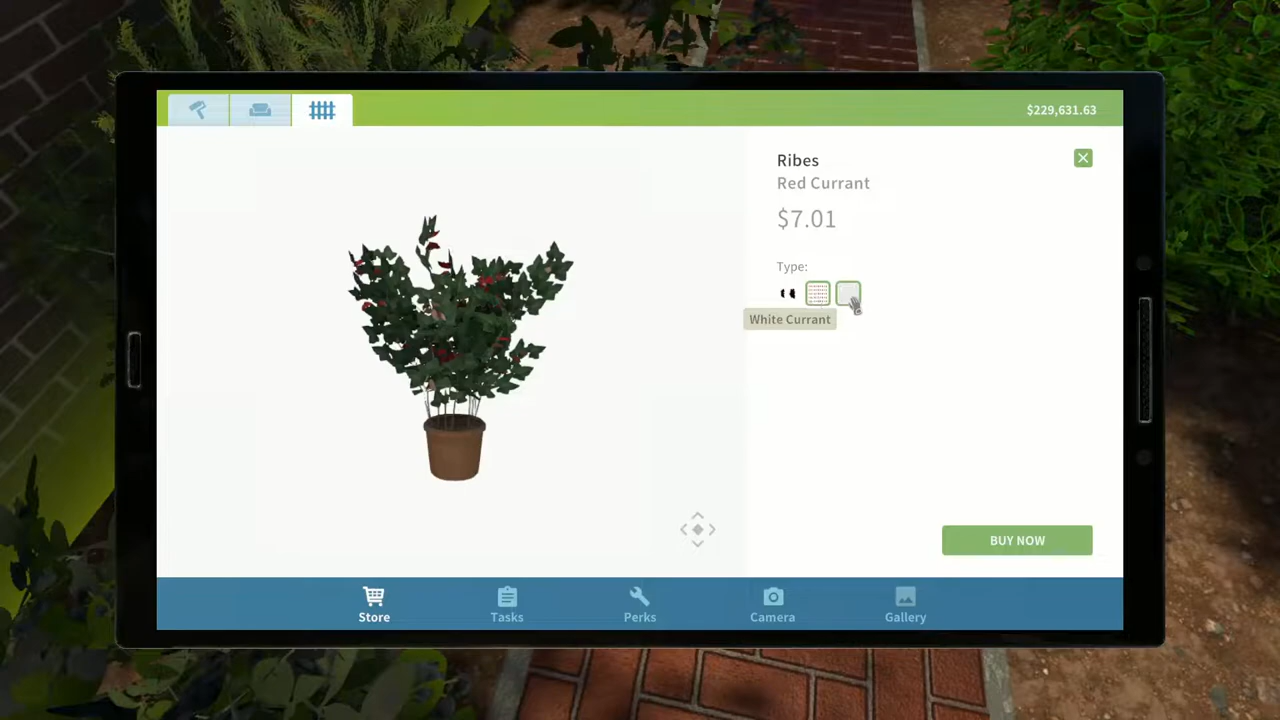 $229,631.63
Ribes
Red Currant
$7.01
Type:
White Currant
BUY NOW
Store
Tasks
Perks
Camera
Gallery